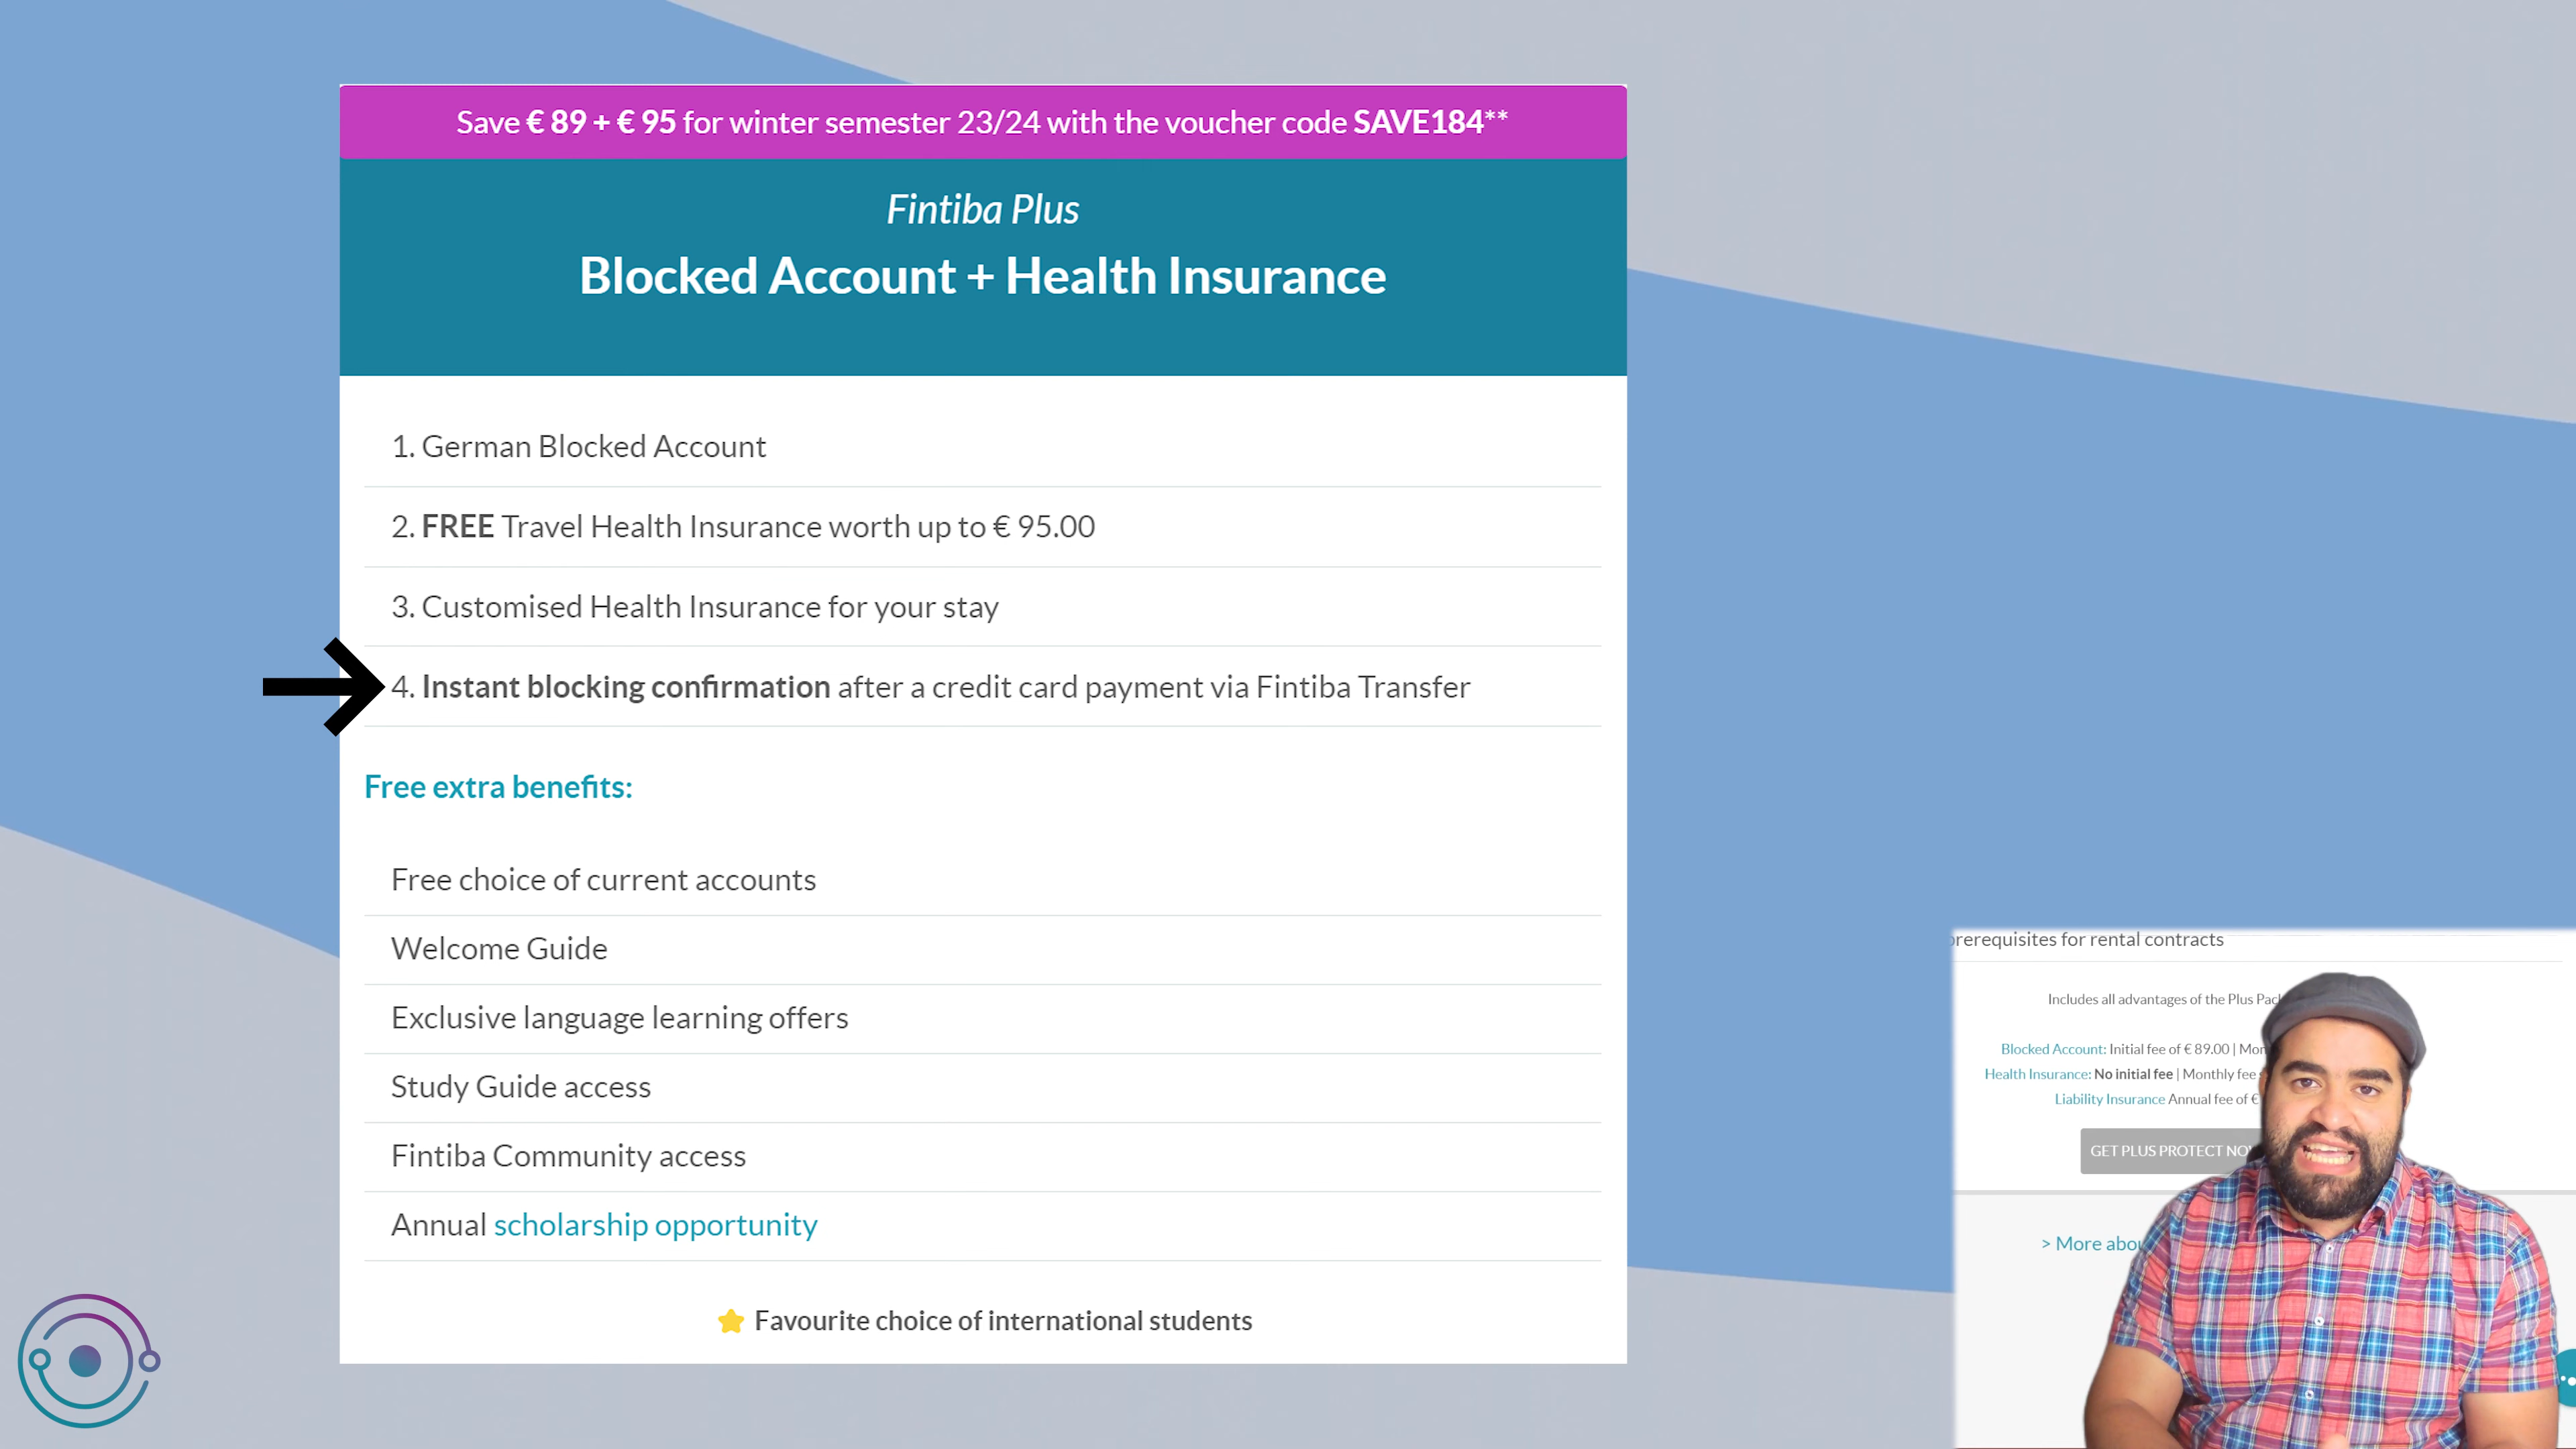 Save € 89 + € 95 for winter semester 23/24 with the voucher code SAVE184**
Fintiba Plus
Blocked Account + Health Insurance
1. German Blocked Account
2. FREE Travel Health Insurance worth up to € 95.00
3. Customised Health Insurance for your stay
4. Instant blocking confirmation after a credit card payment via Fintiba Transfer
Free extra benefits:
Free choice of current accounts
Welcome Guide
Exclusive language learning offers
Study Guide access
Fintiba Community access
Annual scholarship opportunity
Favourite choice of international students
prerequisites for rental contracts
Includes all advantages of the Plus
Blocked Account: Initial fee of € 89.00 |
Health Insurance: No initial fee | Monthly fee
Liability Insurance Annual fee of €
GET PLUS PROTECT
> More